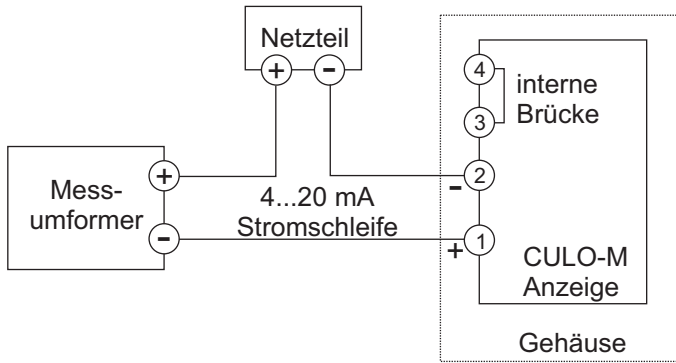 Netzteil
+ -
4
interne
3
Brücke
+
2
Mess-
umformer
4...20 mA
-
-
Stromschleife
+
1
CULO-M
Anzeige
Gehäuse